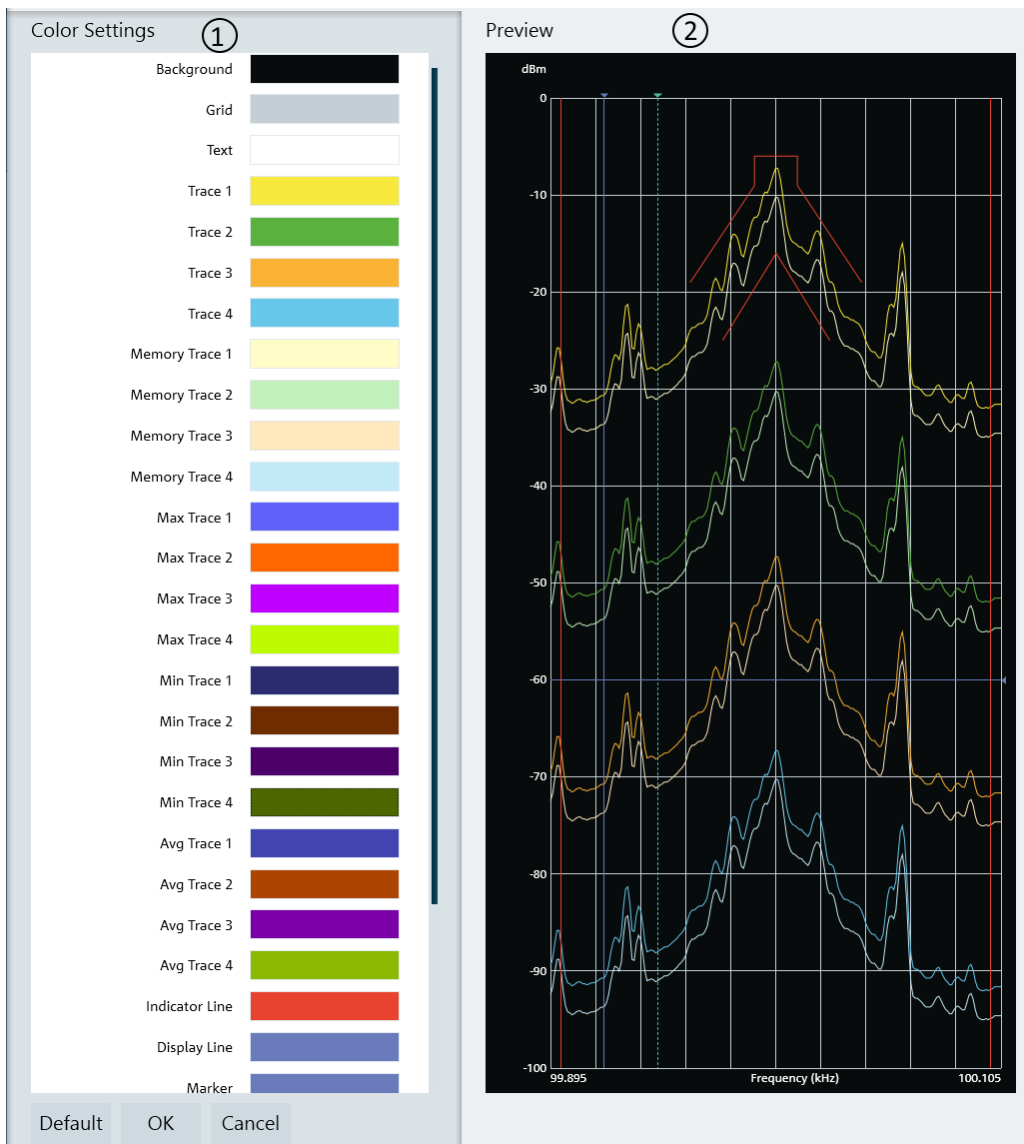 Color Settings
①
Background
Grid
Text
Trace 1
Trace 2
Trace 3
Trace 4
Memory Trace 1
Memory Trace 2
Memory Trace 3
Memory Trace 4
Max Trace 1
Max Trace 2
Max Trace 3
Max Trace 4
Min Trace 1
Min Trace 2
Min Trace 3
Min Trace 4
Avg Trace 1
Avg Trace 2
Avg Trace 3
Avg Trace 4
Indicator Line
Display Line
Marker
Default
OK
Cancel
Preview
②
dBm
0
-10
-20
-30
-40
-50
-60
-70
-80
-90
-100
99.895
Frequency (kHz)
100.105